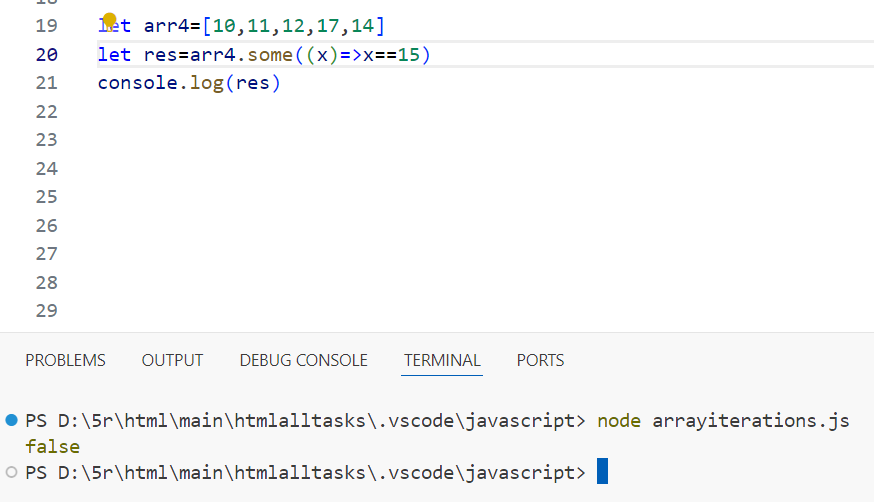 18
19 let arr4=[10,11,12,17,14]
20 let res=arr4.some((x)=>x==15)
21 console.log(res)
22
23
24
25
26
27
28
29
PROBLEMS OUTPUT DEBUG CONSOLE TERMINAL PORTS
PS D:\5r\html\main\htmlalltasks\.vscode\javascript> node arrayiterations.js
false
PS D:\5r\html\main\htmlalltasks\.vscode\javascript>